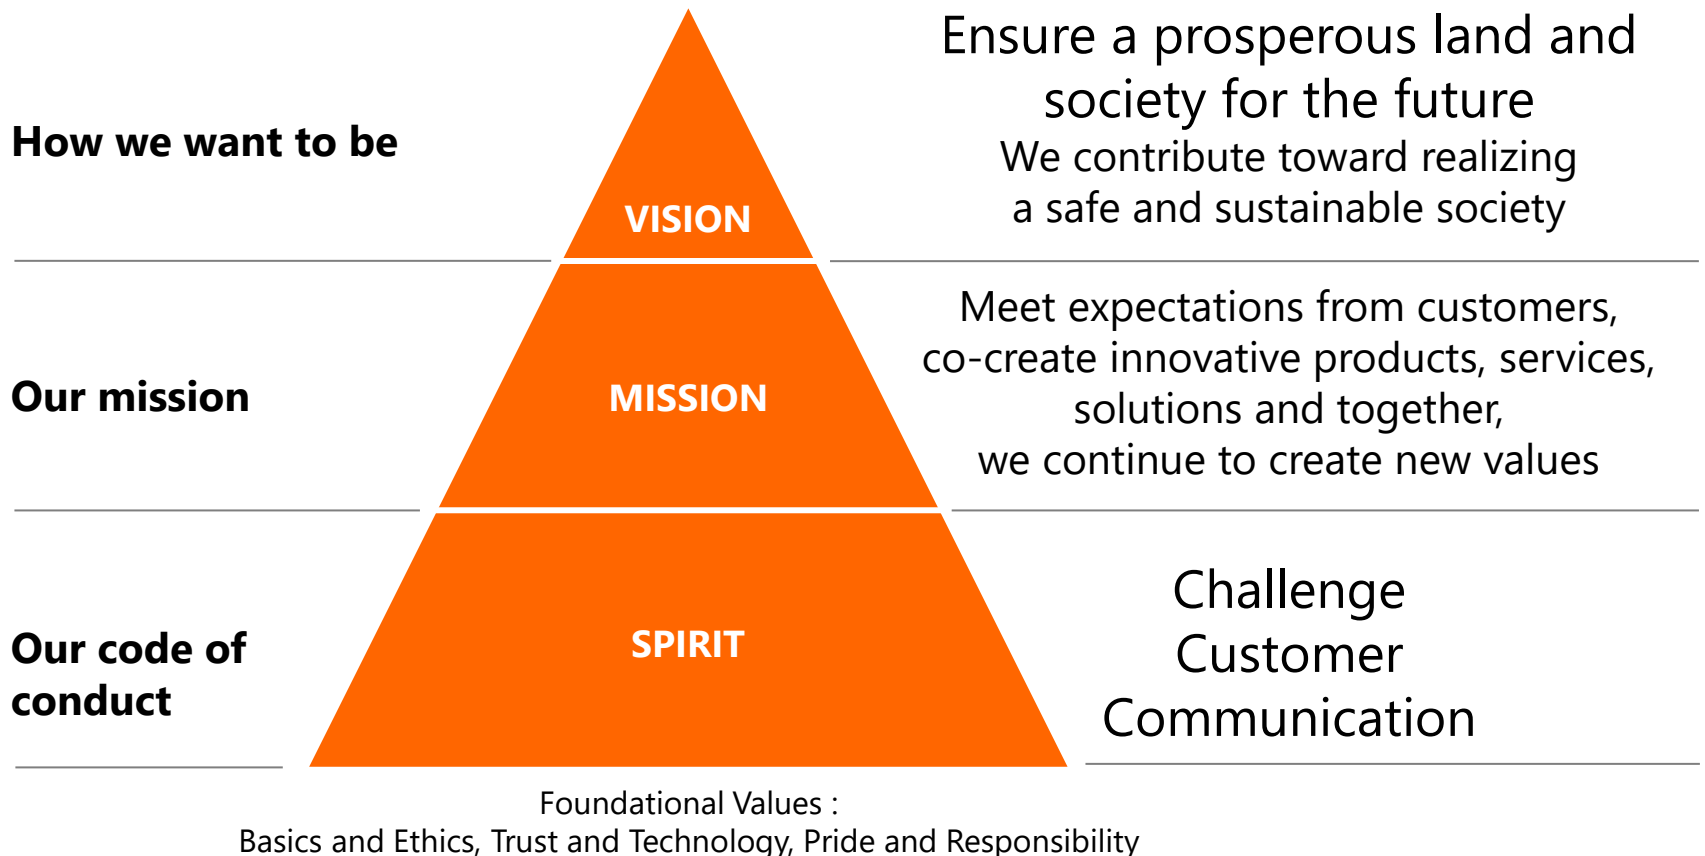 How we want to be
VISION
Ensure a prosperous land and
society for the future
We contribute toward realizing
a safe and sustainable society
Our mission
MISSION
Meet expectations from customers,
co-create innovative products, services,
solutions and together,
we continue to create new values
Our code of
conduct
SPIRIT
Challenge
Customer
Communication
Foundational Values :
Basics and Ethics, Trust and Technology, Pride and Responsibility